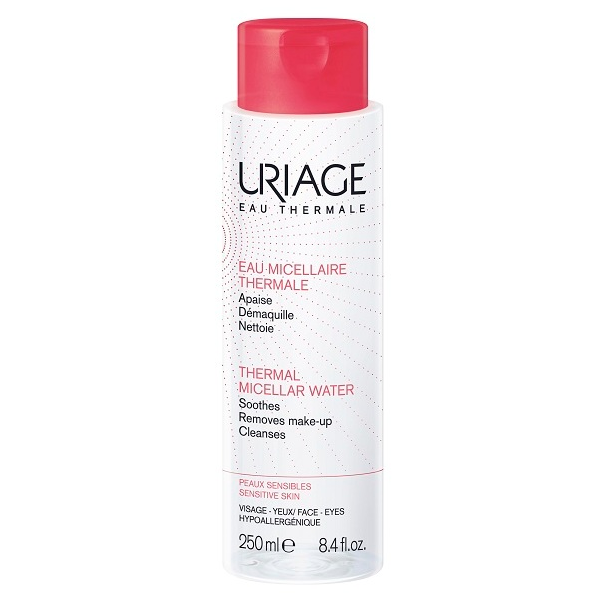 URIAGE
EAU THERMALE
EAU MICELLAIRE
THERMALE
Apaise
Démaquille
Nettoie
THERMAL
MICELLAR WATER
Soothes
Removes make-up
Cleanses
PEAUX SENSIBLES
SENSITIVE SKIN
VISAGE - YEUX/ FACE - EYES
HYPOALLERGÉNIQUE
250 ml e 8.4 fl.oz.